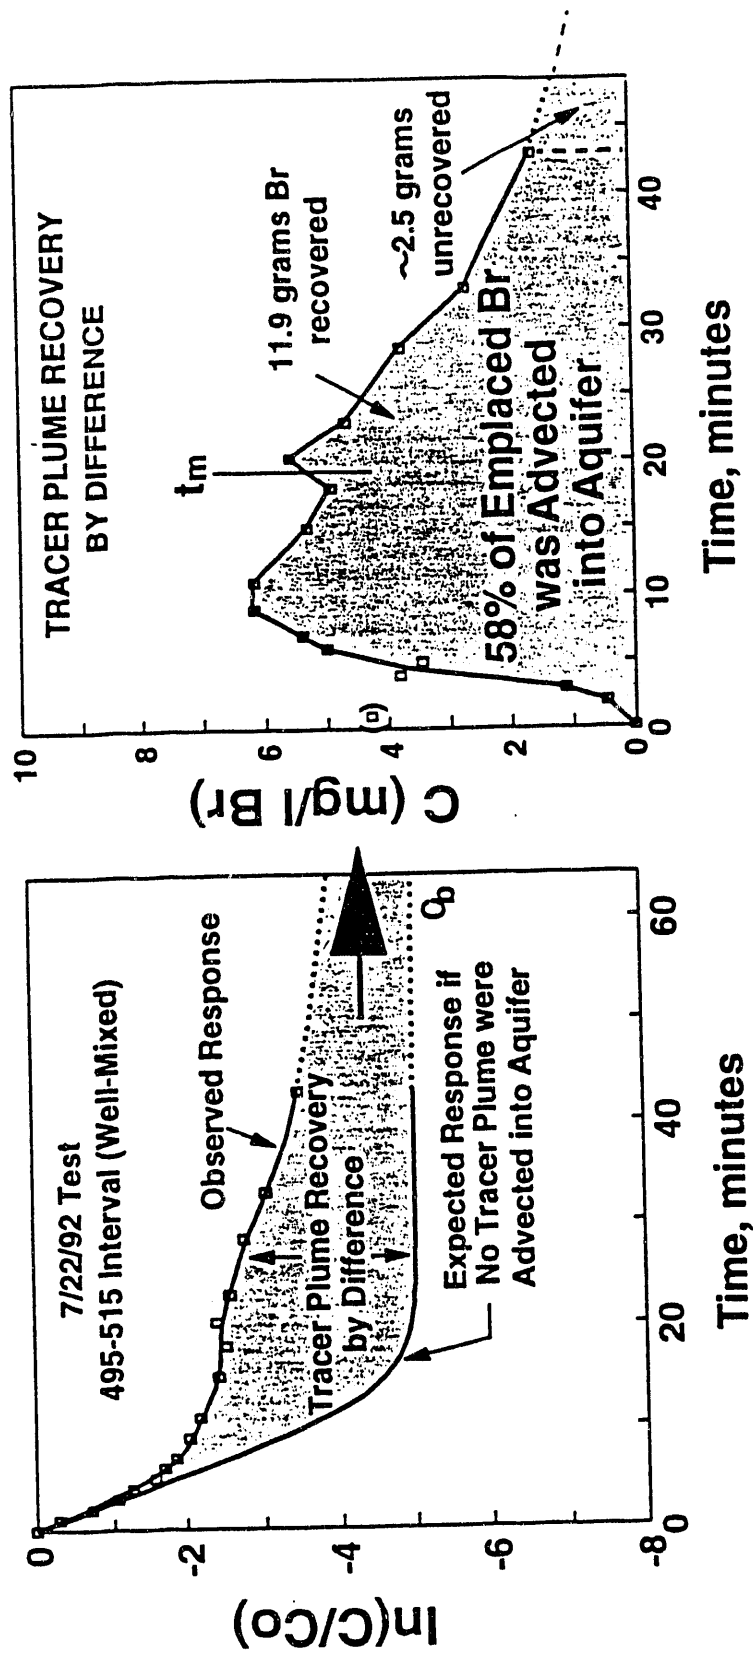 7/22/92 Test
495-515 Interval (Well-Mixed)
Observed Response
Tracer Plume Recovery
by Difference
Expected Response if
No Tracer Plume were
Advected into Aquifer
Cb
ln(C/Co)
0
-2
-4
-6
-8
0
20
40
60
Time, minutes
TRACER PLUME RECOVERY
BY DIFFERENCE
tm
11.9 grams Br
recovered
~2.5 grams
unrecovered
58% of Emplaced Br
was Advected
into Aquifer
C (mg/l Br)
10
8
6
4
2
0
( )
0
10
20
30
40
Time, minutes